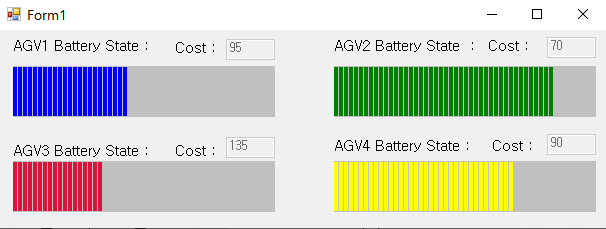 Form1
AGV1 Battery State : Cost : 95
AGV2 Battery State : Cost : 70
AGV3 Battery State : Cost : 135
AGV4 Battery State : Cost : 90